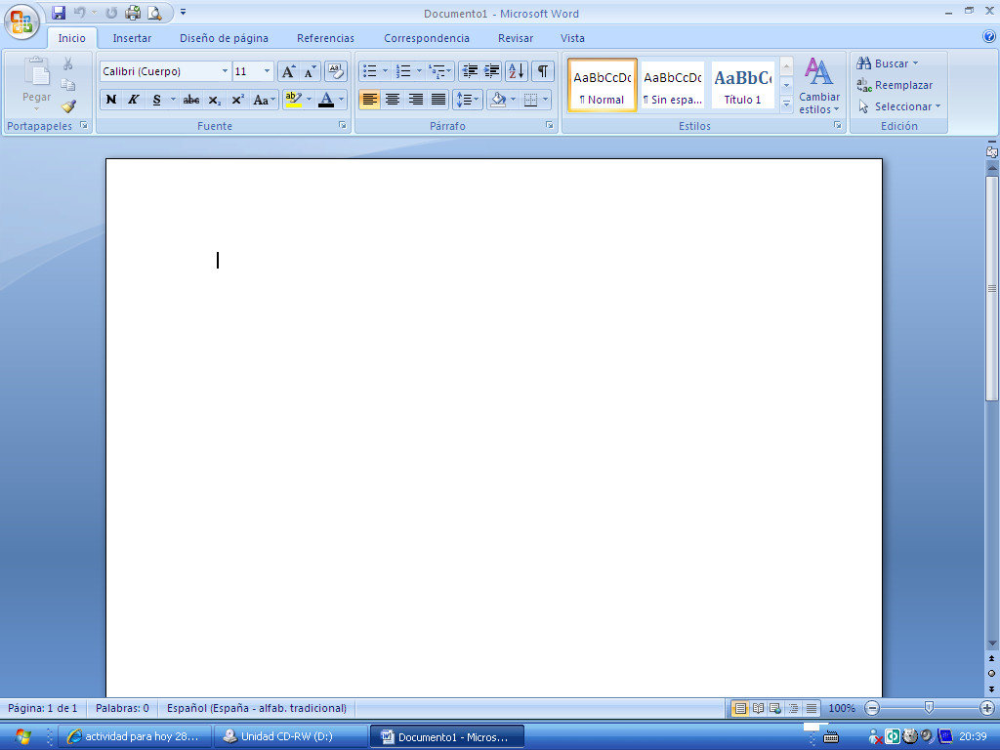 Documento1 - Microsoft Word
Inicio Insertar Diseño de página Referencias Correspondencia Revisar Vista
Pegar
Portapapeles
Calibri (Cuerpo) 11
N K S abc x₂ x² Aa
Fuente
Párrafo
AaBbCcDc AaBbCcDc AaBbC
¶ Normal ¶ Sin espa... Título 1
Cambiar estilos
Estilos
Buscar
Reemplazar
Seleccionar
Edición
Página: 1 de 1 Palabras: 0 Español (España - alfab. tradicional) 100%
actividad para hoy 28... Unidad CD-RW (D:) Documento1 - Micros... 20:39